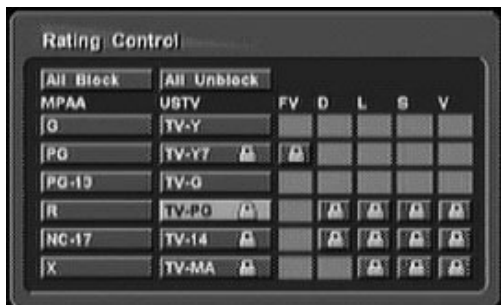 Rating Control
All Block All Unblock
MPAA USTV FV D L S V
G TV-Y
PG TV-Y7
PG-13 TV-G
R TV-PG
NC-17 TV-14
X TV-MA